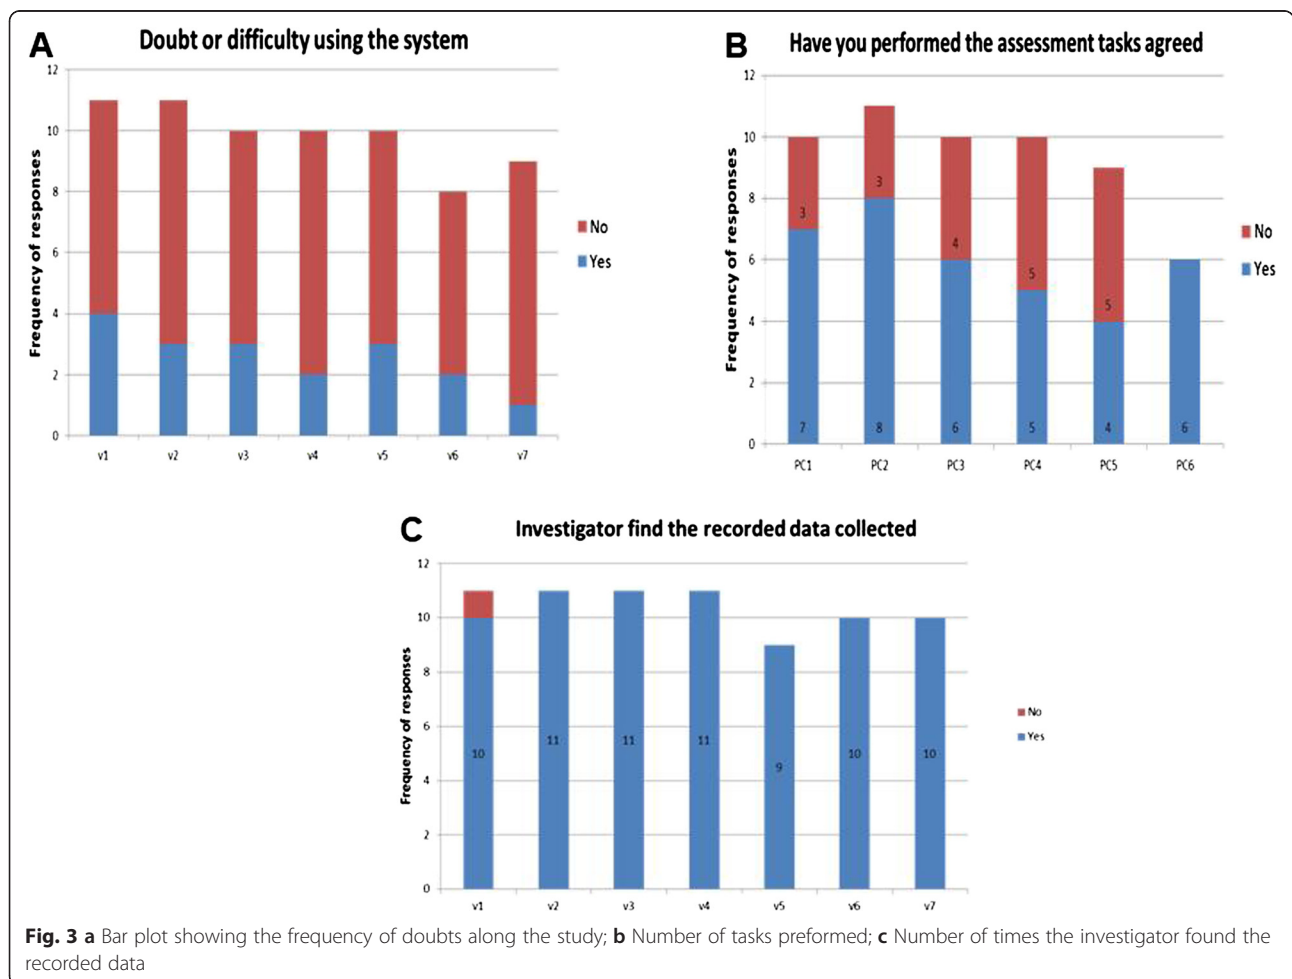 A
Doubt or difficulty using the system
12
10
8
6
4
2
0
Frequency of responses
v1 v2 v3 v4 v5 v6 v7
No
Yes
B
Have you performed the assessment tasks agreed
12
10
8
6
4
2
0
Frequency of responses
3 3 4 5 5
7 8 6 5 4 6
PC1 PC2 PC3 PC4 PC5 PC6
No
Yes
C
Investigator find the recorded data collected
12
10
8
6
4
2
0
Frequency of responses
10 11 11 11 9 10 10
v1 v2 v3 v4 v5 v6 v7
No
Yes
Fig. 3 a Bar plot showing the frequency of doubts along the study; b Number of tasks preformed; c Number of times the investigator found the
recorded data